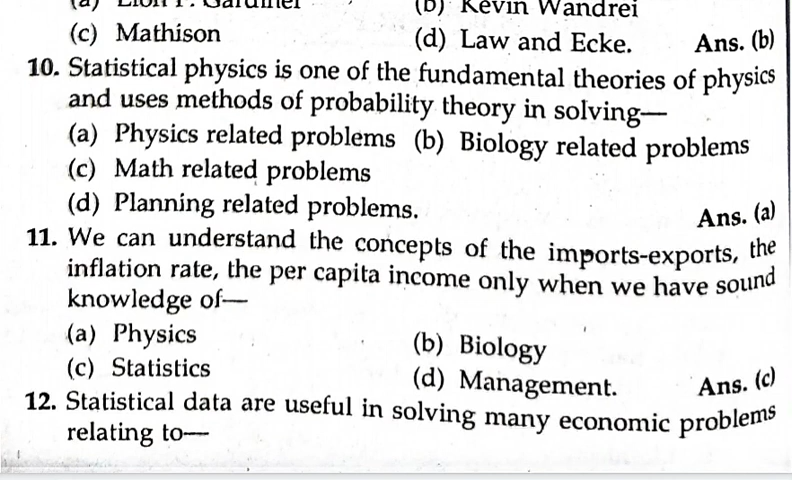 (b) Kevin Wandrei
(c) Mathison (d) Law and Ecke. Ans. (b)
10. Statistical physics is one of the fundamental theories of physics
and uses methods of probability theory in solving—
(a) Physics related problems (b) Biology related problems
(c) Math related problems
(d) Planning related problems. Ans. (a)
11. We can understand the concepts of the imports-exports, the
inflation rate, the per capita income only when we have sound
knowledge of—
(a) Physics (b) Biology
(c) Statistics (d) Management. Ans. (c)
12. Statistical data are useful in solving many economic problems
relating to—